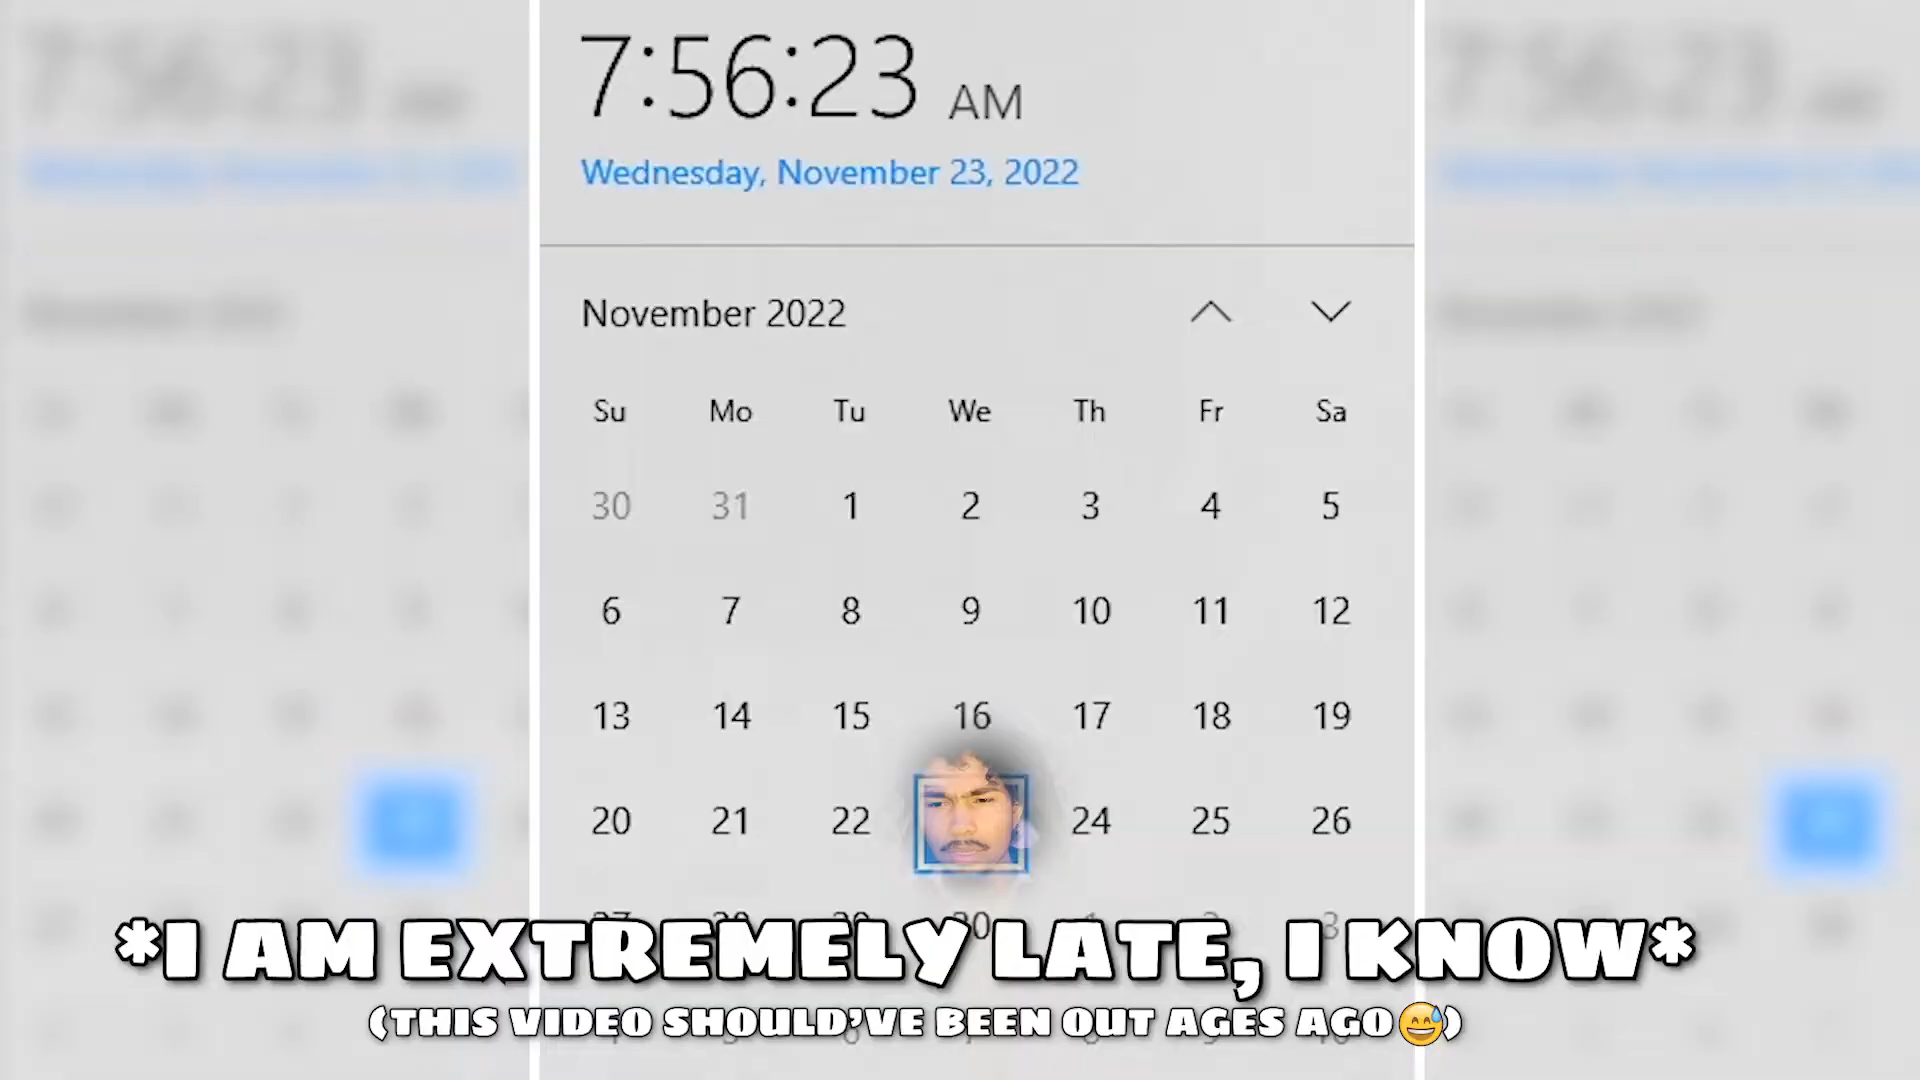 7:56:23 AM
Wednesday, November 23, 2022
November 2022
Su Mo Tu We Th Fr Sa
30 31 1 2 3 4 5
6 7 8 9 10 11 12
13 14 15 16 17 18 19
20 21 22 24 25 26
*I AM EXTREMELY LATE, I KNOW*
(THIS VIDEO SHOULD'VE BEEN OUT AGES AGO😅)